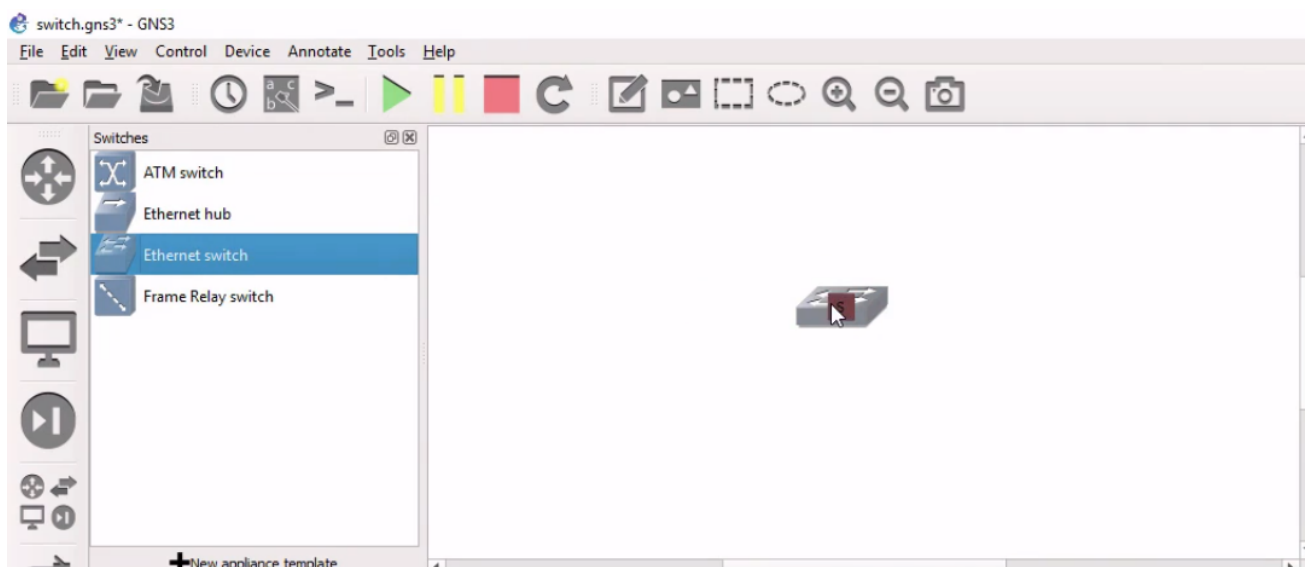 switch.gns3* - GNS3
File Edit View Control Device Annotate Tools Help
Switches
ATM switch
Ethernet hub
Ethernet switch
Frame Relay switch
New appliance template